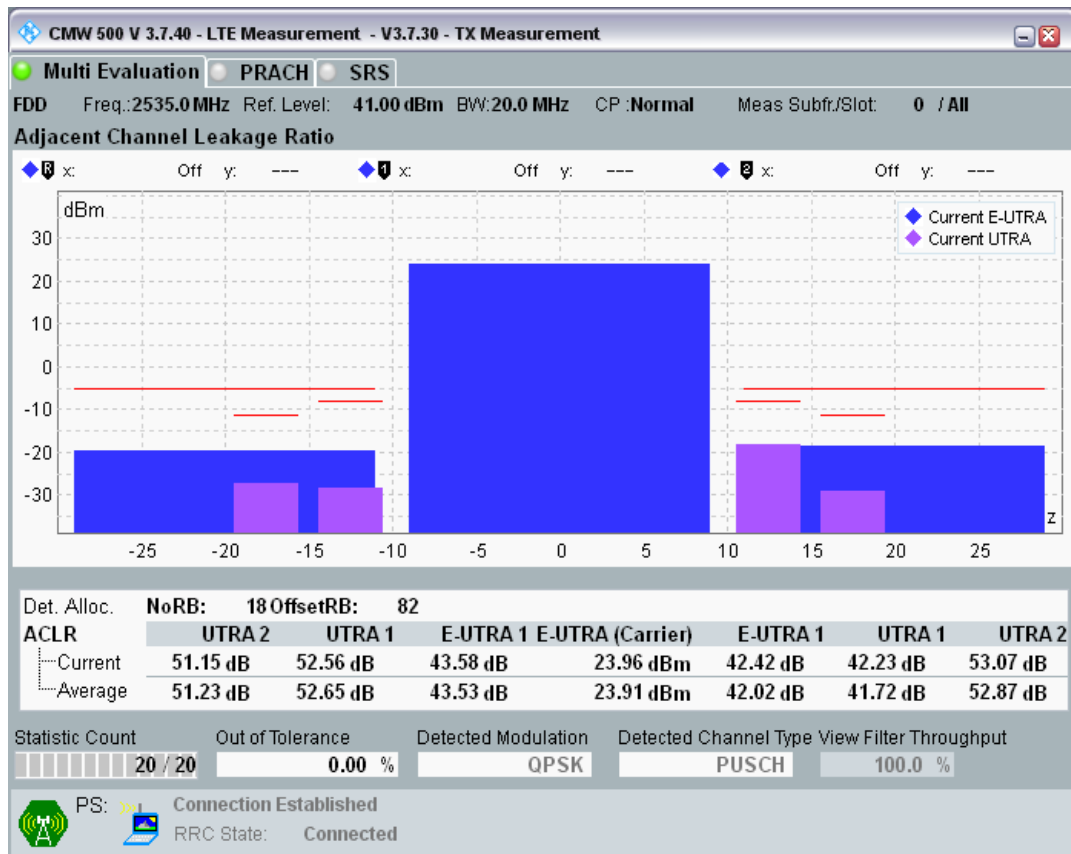 CMW 500 V 3.7.40 - LTE Measurement - V3.7.30 - TX Measurement
Multi Evaluation PRACH SRS
FDD Freq.:2535.0 MHz Ref. Level: 41.00 dBm BW:20.0 MHz CP :Normal Meas Subfr./Slot: 0 / All
Adjacent Channel Leakage Ratio
R x: Off y: --- 1 x: Off y: --- 2 x: Off y: ---
dBm
Current E-UTRA
Current UTRA
30
20
10
0
-10
-20
-30
z
-25 -20 -15 -10 -5 0 5 10 15 20 25
Det. Alloc. NoRB: 18 OffsetRB: 82
ACLR UTRA 2 UTRA 1 E-UTRA 1 E-UTRA (Carrier) E-UTRA 1 UTRA 1 UTRA 2
Current 51.15 dB 52.56 dB 43.58 dB 23.96 dBm 42.42 dB 42.23 dB 53.07 dB
Average 51.23 dB 52.65 dB 43.53 dB 23.91 dBm 42.02 dB 41.72 dB 52.87 dB
Statistic Count Out of Tolerance Detected Modulation Detected Channel Type View Filter Throughput
20 / 20 0.00 % QPSK PUSCH 100.0 %
PS: Connection Established
RRC State: Connected